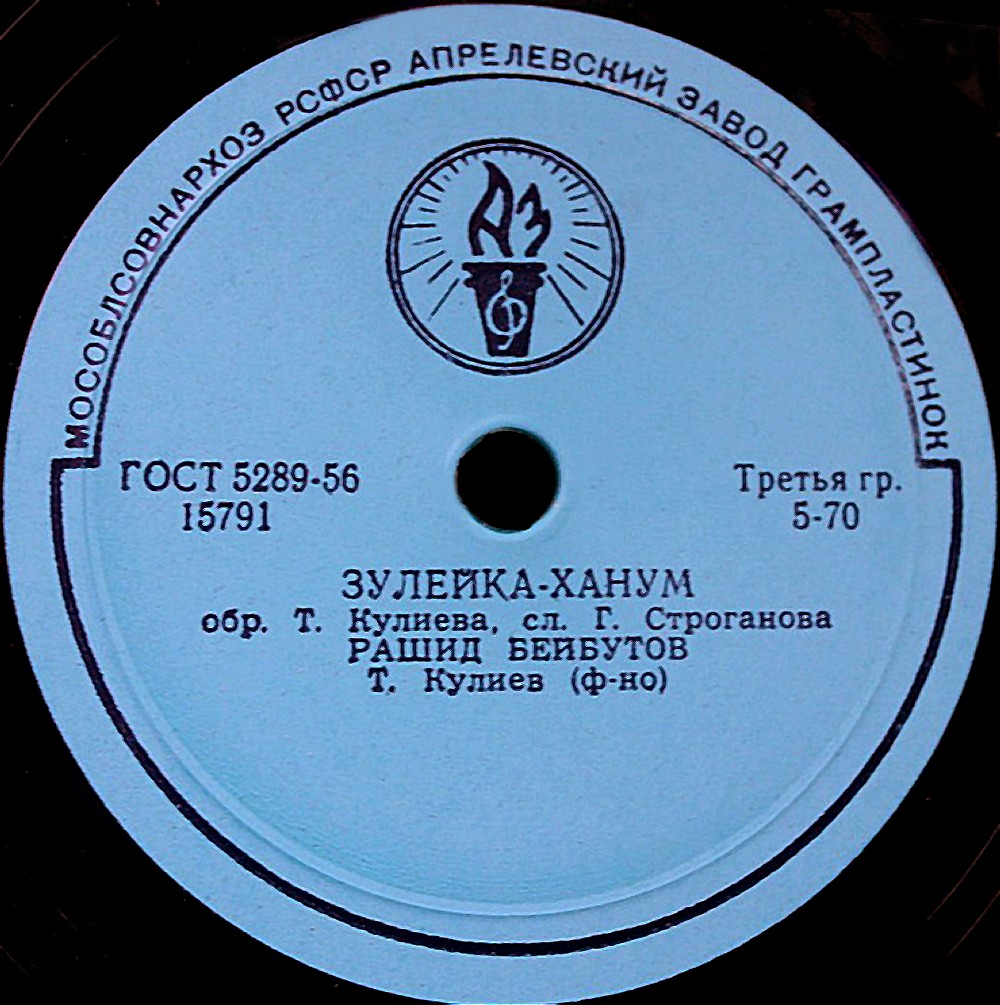 МОСОБЛСОВНАРХОЗ РСФСР АПРЕЛЕВСКИЙ ЗАВОД ГРАМПЛАСТИНОК
АЗ
ГОСТ 5289-56
15791
Третья гр.
5-70
ЗУЛЕЙКА-ХАНУМ
обр. Т. Кулиева, сл. Г. Строганова
РАШИД БЕЙБУТОВ
Т. Кулиев (ф-но)